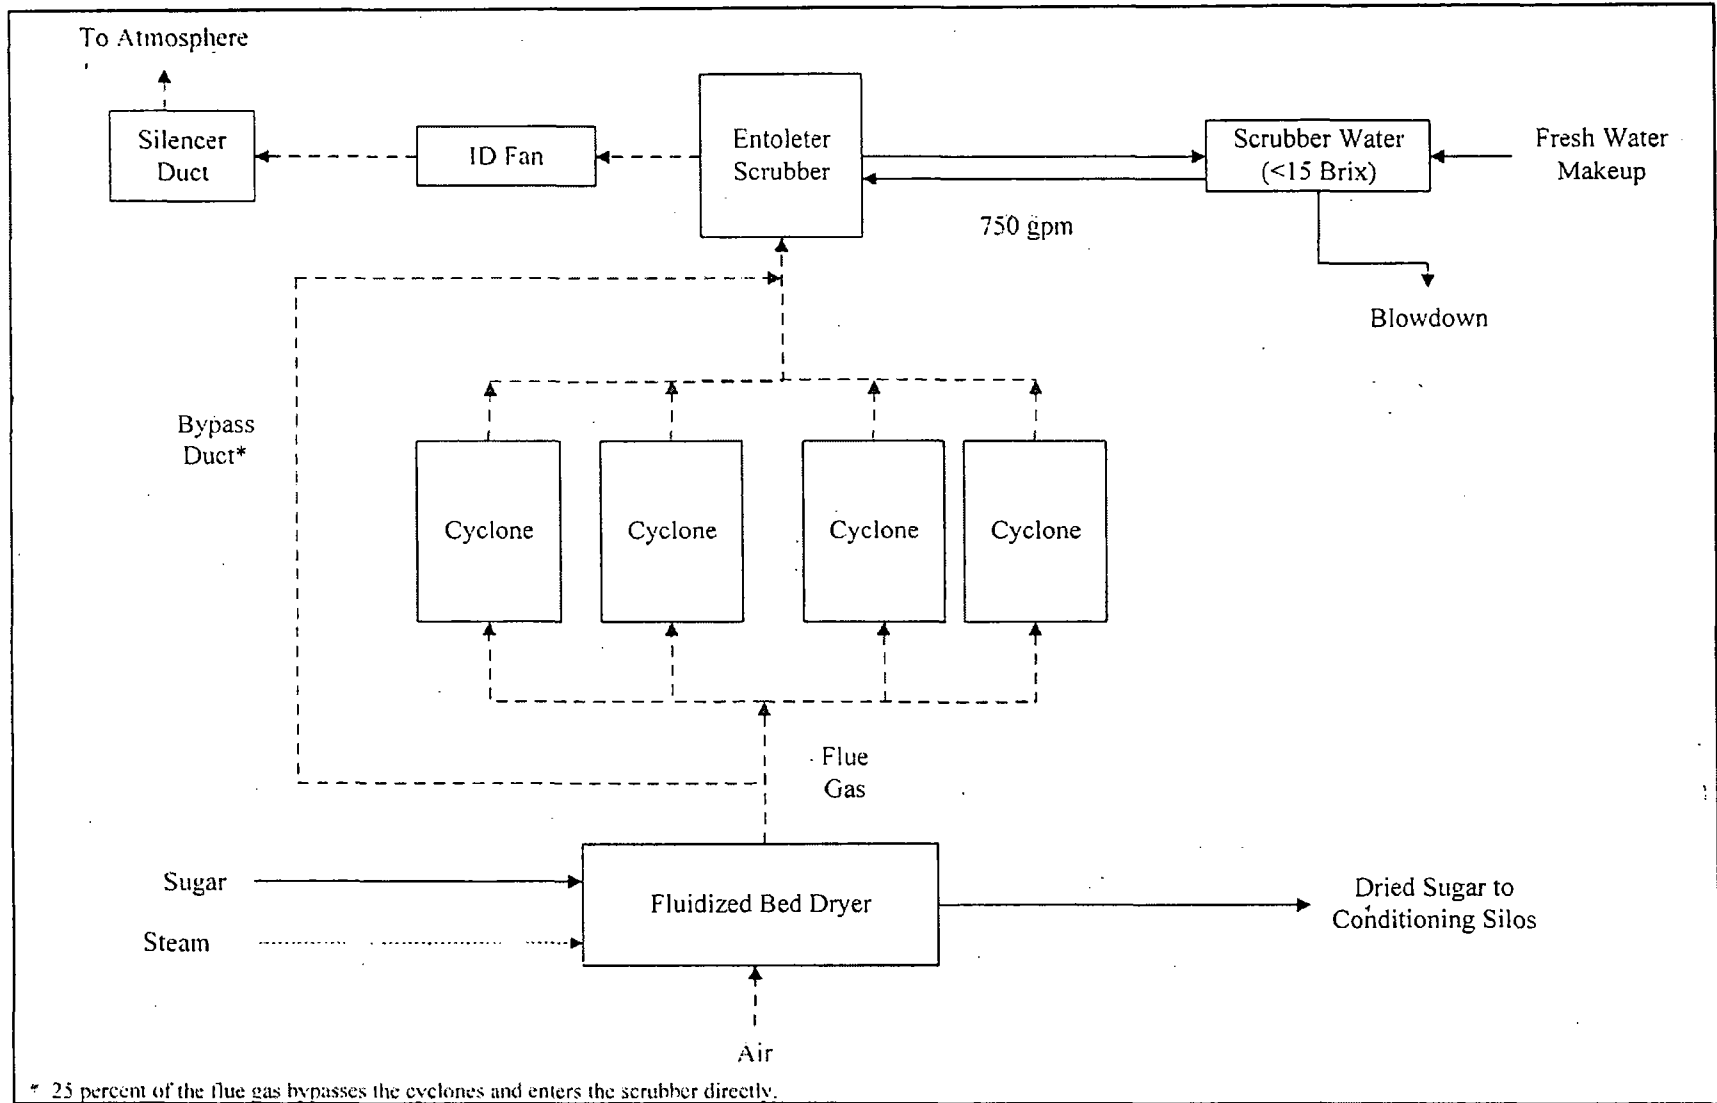 To Atmosphere
Silencer
Duct
ID Fan
Entoleter
Scrubber
Scrubber Water
(<15 Brix)
Fresh Water
Makeup
750 gpm
Blowdown
Bypass
Duct*
Cyclone
Cyclone
Cyclone
Cyclone
Flue
Gas
Sugar
Steam
Fluidized Bed Dryer
Dried Sugar to
Conditioning Silos
Air
* 25 percent of the flue gas bypasses the cyclones and enters the scrubber directly.